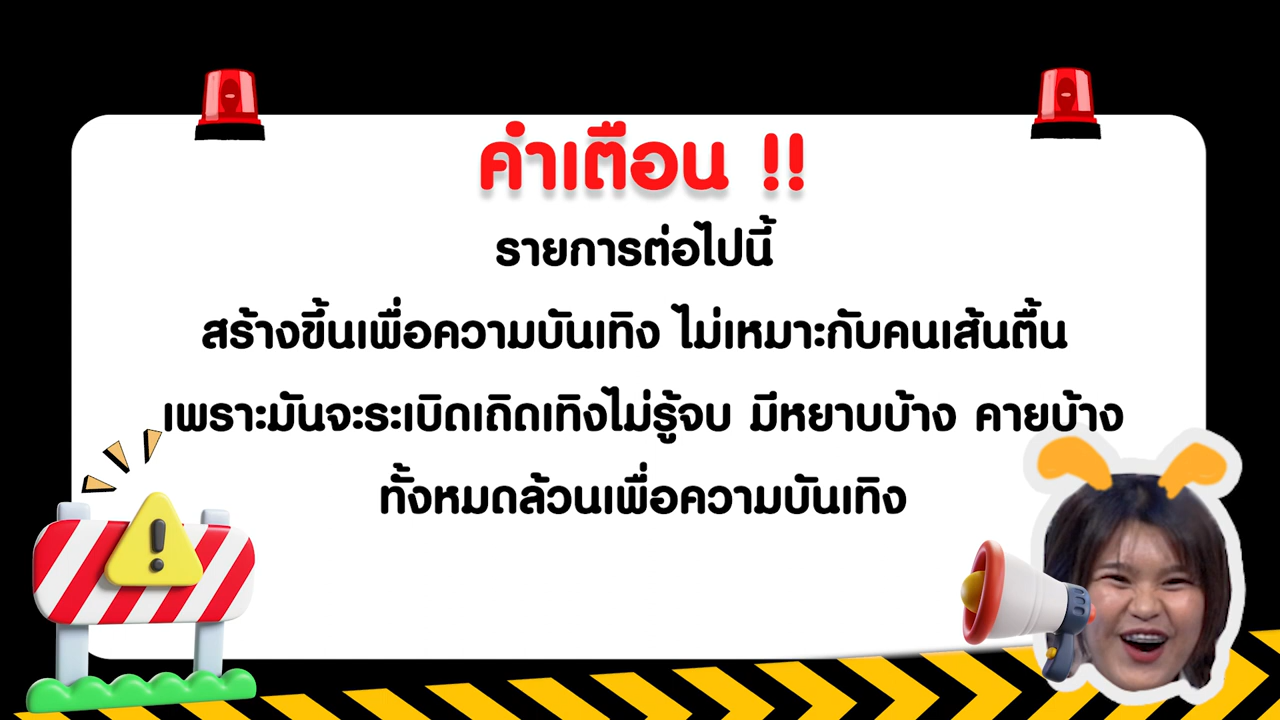 คำเตือน !!
รายการต่อไปนี้
สร้างขึ้นเพื่อความบันเทิง ไม่เหมาะกับคนเส้นตื้น
เพราะมันจะระเบิดเถิดเทิงไม่รู้จบ มีหยาบบ้าง คายบ้าง
ทั้งหมดล้วนเพื่อความบันเทิง